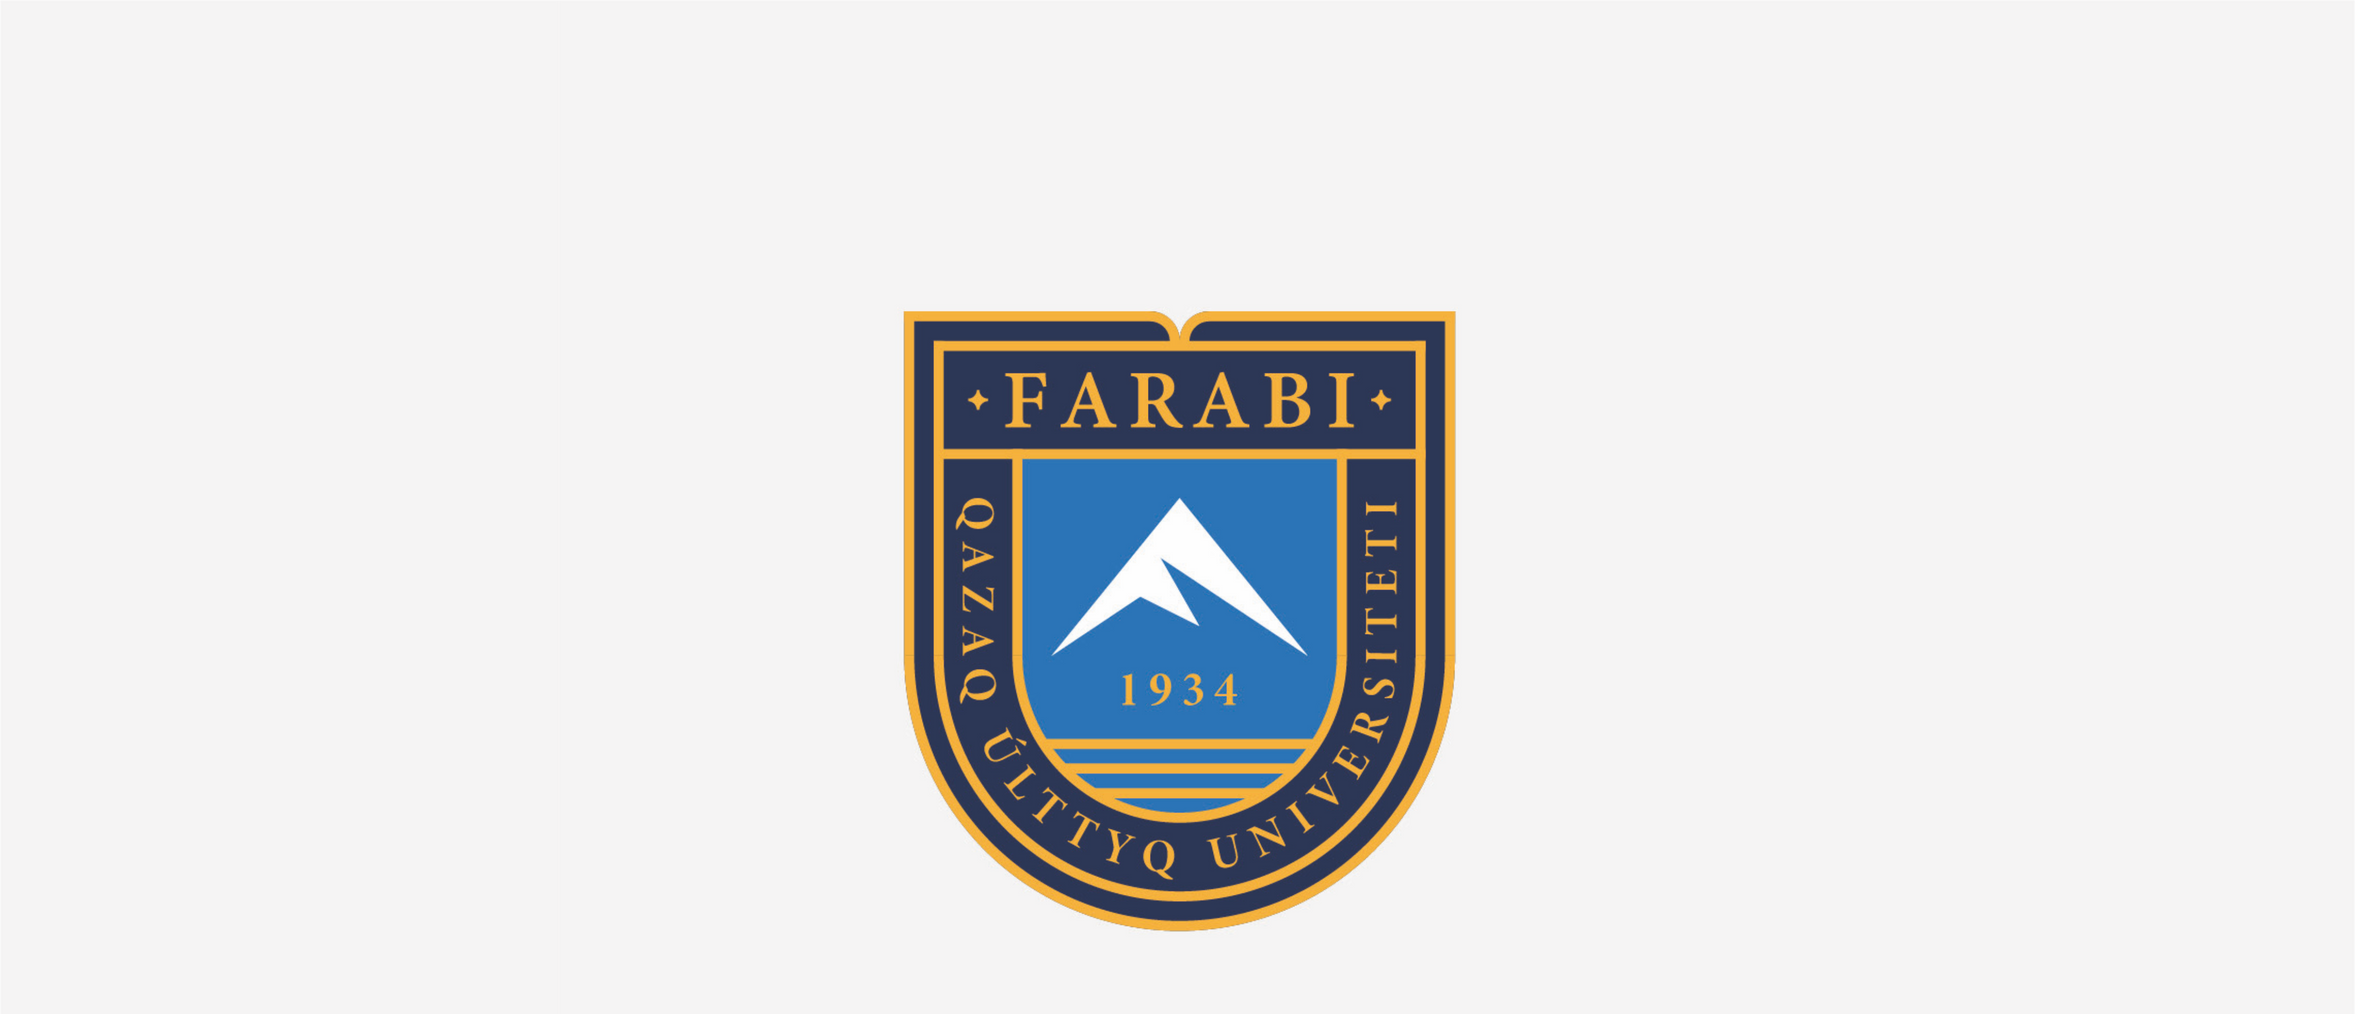 FARABI
QAZAQ ÚLTTYQ UNIVERSITETI
1934